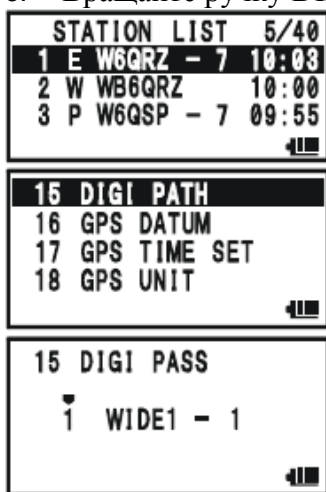 STATION LIST 5/40
1 E W6QRZ - 7 10:03
2 W WB6QRZ 10:00
3 P W6QSP - 7 09:55
15 DIGI PATH
16 GPS DATUM
17 GPS TIME SET
18 GPS UNIT
15 DIGI PASS
1 WIDE1 - 1